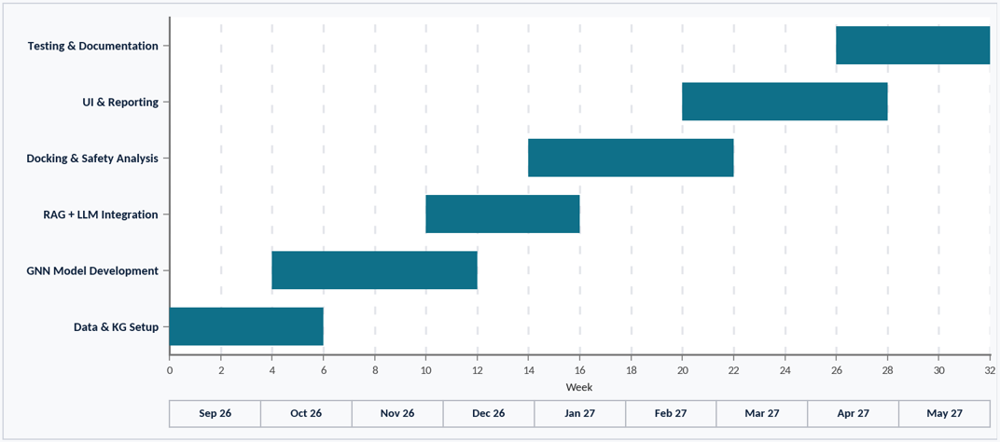 Testing & Documentation
UI & Reporting
Docking & Safety Analysis
RAG + LLM Integration
GNN Model Development
Data & KG Setup
0 2 4 6 8 10 12 14 16 18 20 22 24 26 28 30 32
Week
Sep 26 Oct 26 Nov 26 Dec 26 Jan 27 Feb 27 Mar 27 Apr 27 May 27